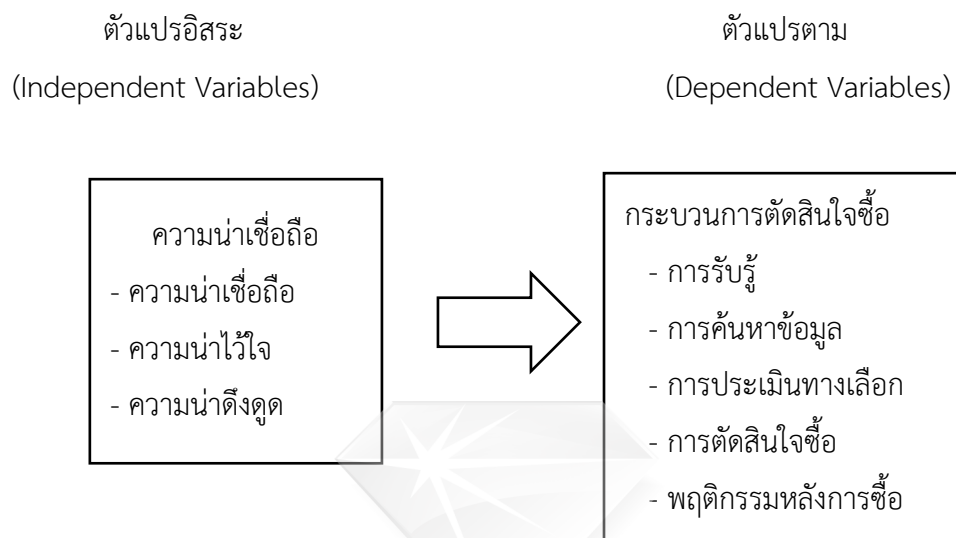 ตัวแปรอิสระ
(Independent Variables)
ตัวแปรตาม
(Dependent Variables)
ความน่าเชื่อถือ
- ความน่าเชื่อถือ
- ความน่าไว้ใจ
- ความน่าดึงดูด
กระบวนการตัดสินใจซื้อ
- การรับรู้
- การค้นหาข้อมูล
- การประเมินทางเลือก
- การตัดสินใจซื้อ
- พฤติกรรมหลังการซื้อ